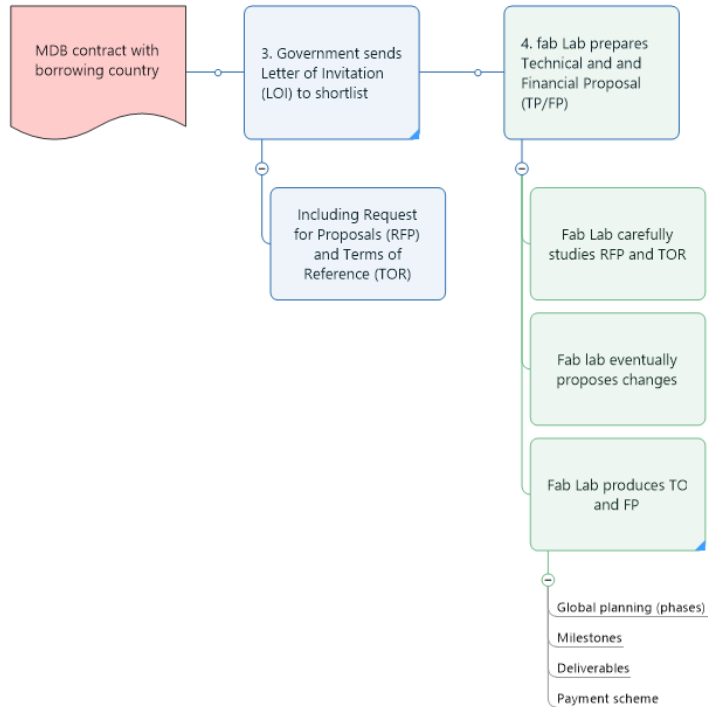 MDB contract with
borrowing country
3. Government sends
Letter of Invitation
(LOI) to shortlist
4. fab Lab prepares
Technical and and
Financial Proposal
(TP/FP)
Including Request
for Proposals (RFP)
and Terms of
Reference (TOR)
Fab Lab carefully
studies RFP and TOR
Fab lab eventually
proposes changes
Fab Lab produces TO
and FP
Global planning (phases)
Milestones
Deliverables
Payment scheme